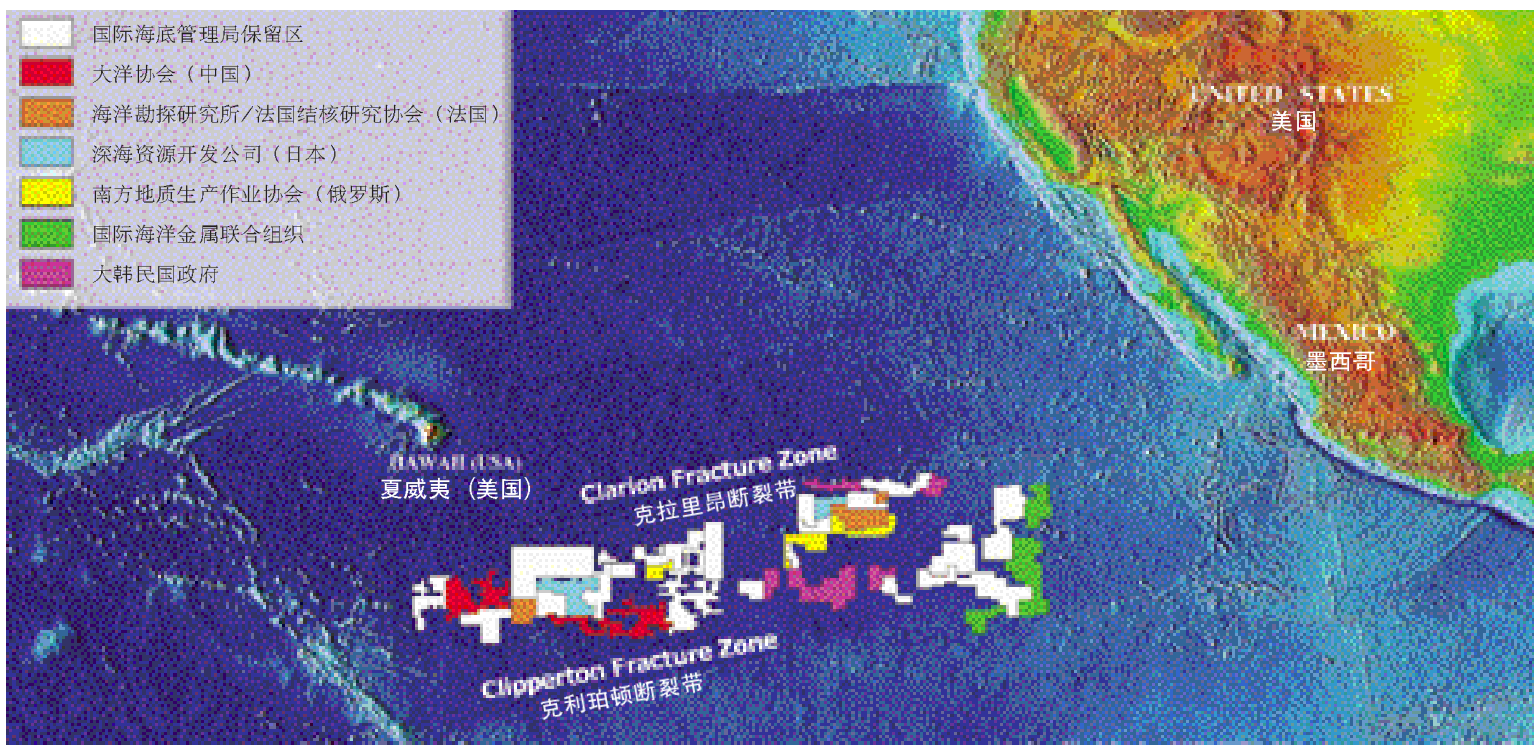 国际海底管理局保留区
大洋协会（中国）
海洋勘探研究所/法国结核研究协会（法国）
深海资源开发公司（日本）
南方地质生产作业协会（俄罗斯）
国际海洋金属联合组织
大韩民国政府
UNITED STATES
美国
MEXICO
墨西哥
HAWAII (USA)
夏威夷（美国）
Clarion Fracture Zone
克拉里昂断裂带
Clipperton Fracture Zone
克利珀顿断裂带